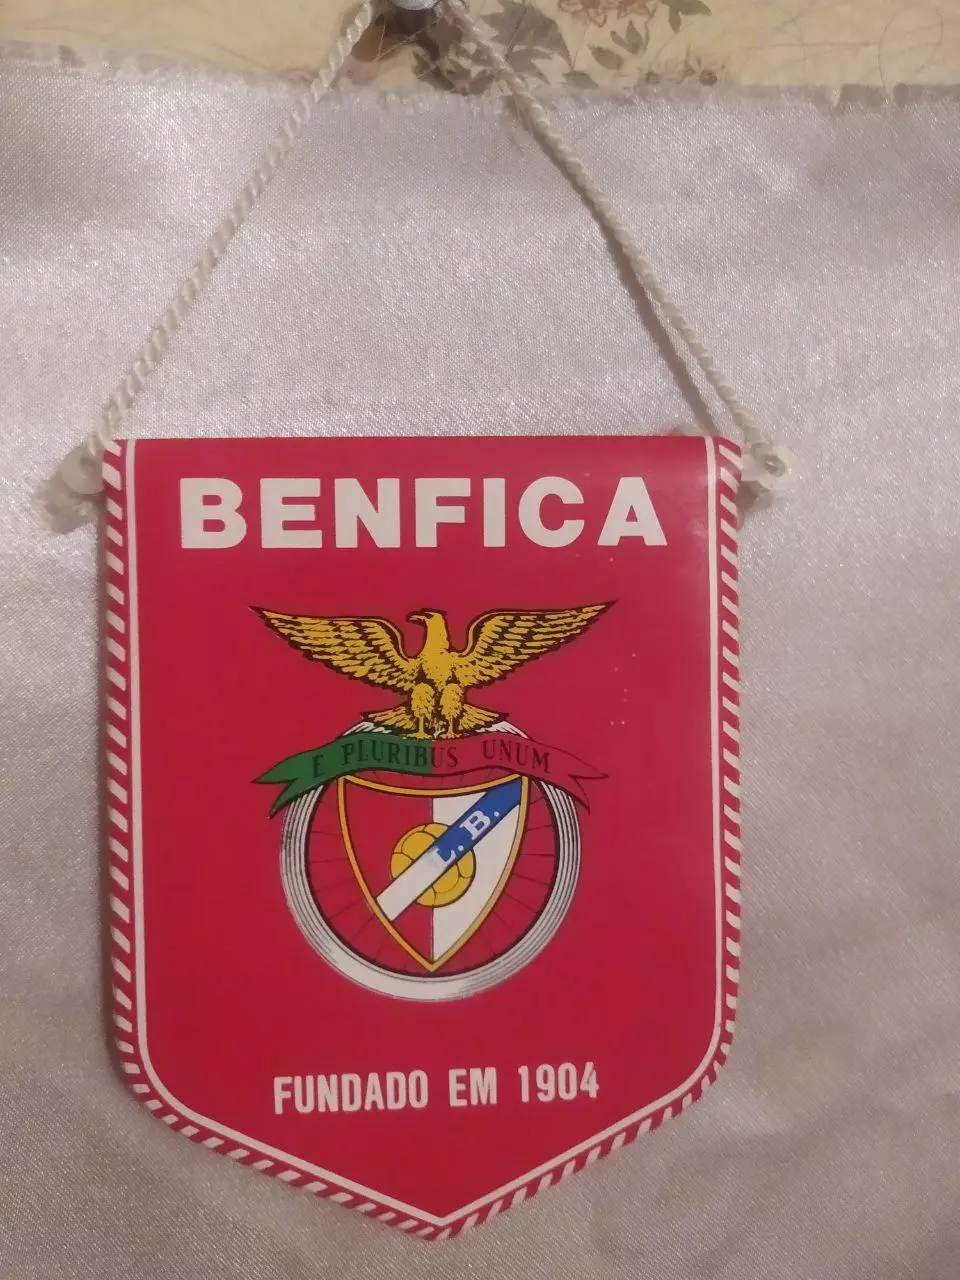 BENFICA
E PLURIBUS UNUM
L.B.
FUNDADO EM 1904